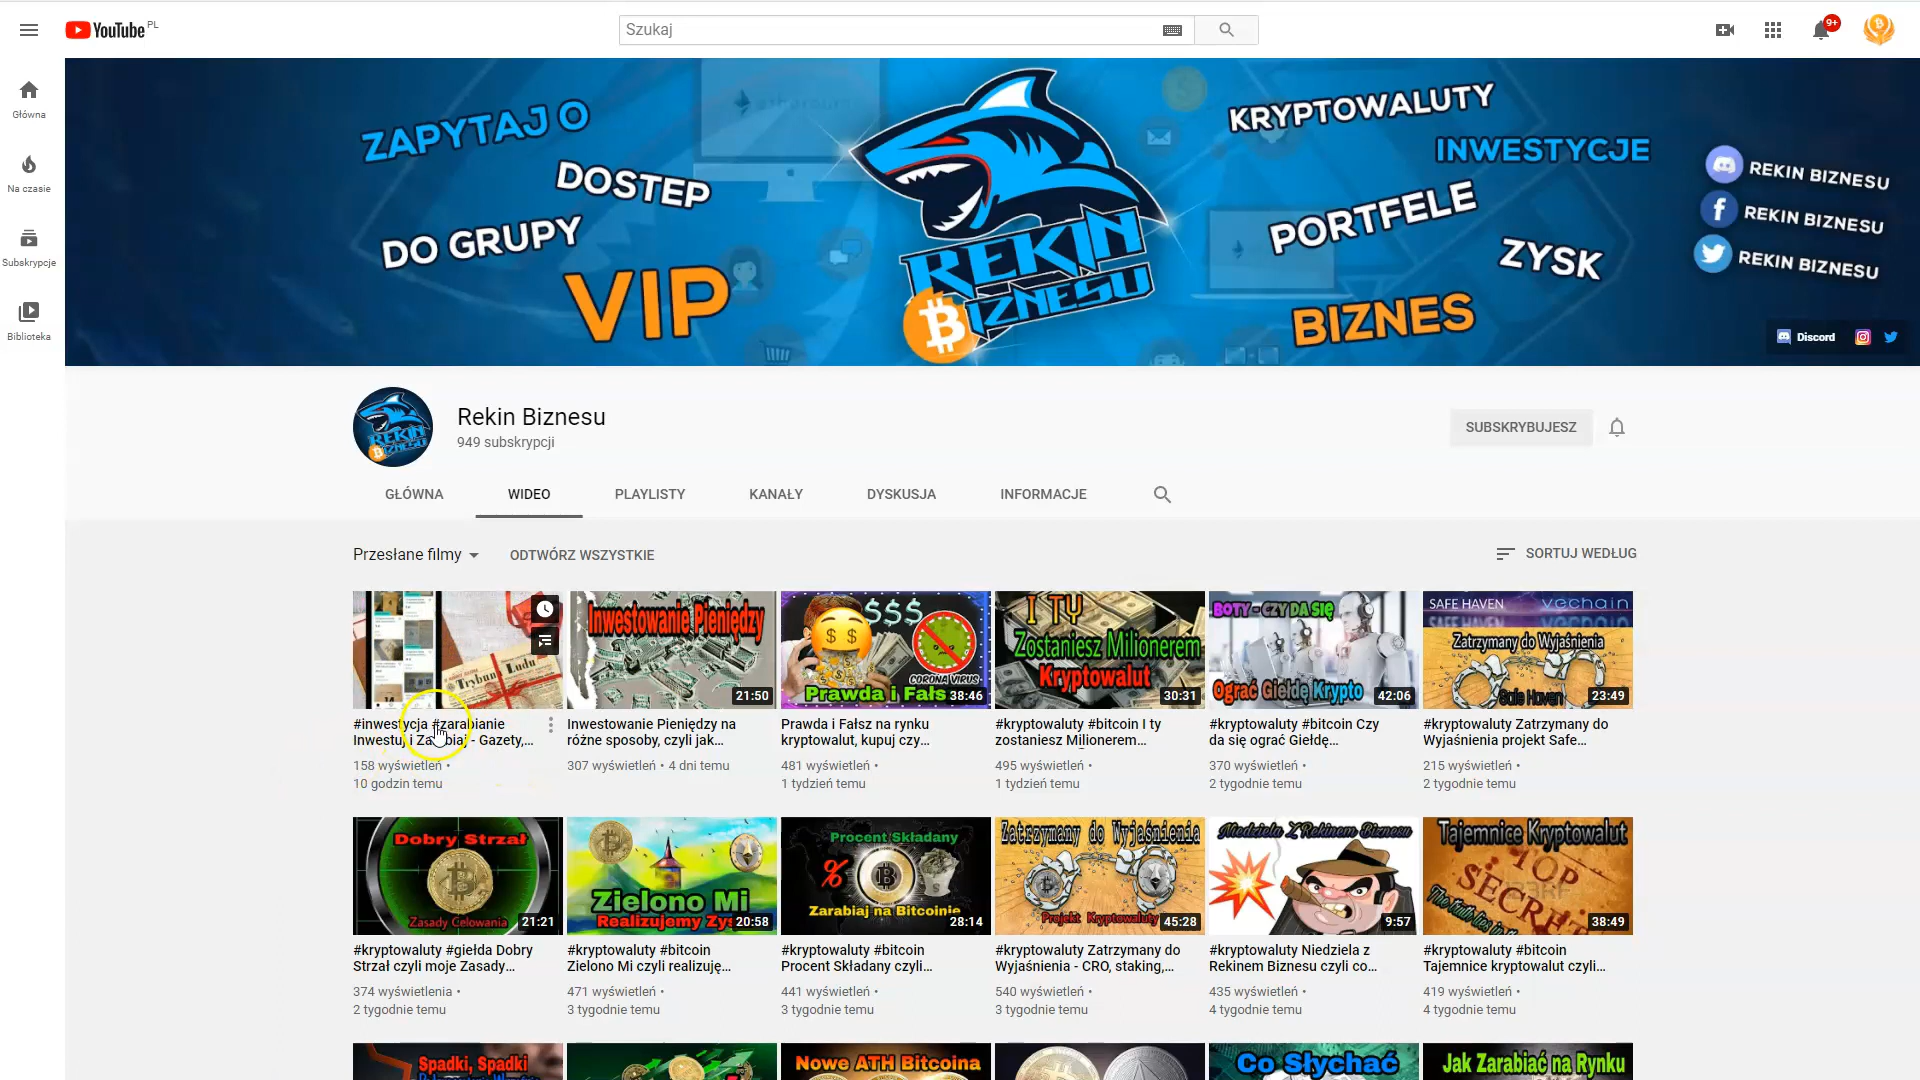 YouTube PL
Szukaj
9+
Główna
Na czasie
Subskrypcje
Biblioteka
ZAPYTAJ O
DOSTEP
DO GRUPY
VIP
REKIN
BIZNESU
KRYPTOWALUTY
INWESTYCJE
PORTFELE
ZYSK
BIZNES
REKIN BIZNESU
REKIN BIZNESU
REKIN BIZNESU
Discord
Rekin Biznesu
949 subskrypcji
SUBSKRYBUJESZ
GŁÓWNA
WIDEO
PLAYLISTY
KANAŁY
DYSKUSJA
INFORMACJE
Przesłane filmy
ODTWÓRZ WSZYSTKIE
SORTUJ WEDŁUG
Ludu
Trybun
#inwestycja #zarabianie
Inwestuj i Zarabiaj - Gazety,...
158 wyświetleń •
10 godzin temu
Inwestowanie Pieniędzy
21:50
Inwestowanie Pieniędzy na
różne sposoby, czyli jak...
307 wyświetleń • 4 dni temu
$$$
CORONA VIRUS
Prawda i Fałs
38:46
Prawda i Fałsz na rynku
kryptowalut, kupuj czy...
481 wyświetleń •
1 tydzień temu
I TY
Zostaniesz Milionerem
Kryptowalut
30:31
#kryptowaluty #bitcoin I ty
zostaniesz Milionerem...
495 wyświetleń •
1 tydzień temu
BOTY - CZY DA SIĘ
Ograć Giełdę Krypto
42:06
#kryptowaluty #bitcoin Czy
da się ograć Giełdę...
370 wyświetleń •
2 tygodnie temu
SAFE HAVEN vechain
Zatrzymany do Wyjaśnienia
Safe Haven
23:49
#kryptowaluty Zatrzymany do
Wyjaśnienia projekt Safe...
215 wyświetleń •
2 tygodnie temu
Dobry Strzał
Zasady Celowania
21:21
#kryptowaluty #giełda Dobry
Strzał czyli moje Zasady...
374 wyświetlenia •
2 tygodnie temu
Zielono Mi
Realizujemy Zys
20:58
#kryptowaluty #bitcoin
Zielono Mi czyli realizuję...
471 wyświetleń •
3 tygodnie temu
Procent Składany
%
Zarabiaj na Bitcoinie
28:14
#kryptowaluty #bitcoin
Procent Składany czyli...
441 wyświetleń •
3 tygodnie temu
Zatrzymany do Wyjaśnienia
Projekt Kryptowaluty
45:28
#kryptowaluty Zatrzymany do
Wyjaśnienia - CRO, staking,...
540 wyświetleń •
3 tygodnie temu
Niedziela Z Rekinem Biznesu
9:57
#kryptowaluty Niedziela z
Rekinem Biznesu czyli co...
435 wyświetleń •
4 tygodnie temu
Tajemnice Kryptowalut
TOP
SECRE
38:49
#kryptowaluty #bitcoin
Tajemnice kryptowalut czyli...
419 wyświetleń •
4 tygodnie temu
Spadki, Spadki
Nowe ATH Bitcoina
Co Słychać
Jak Zarabiać na Rynku